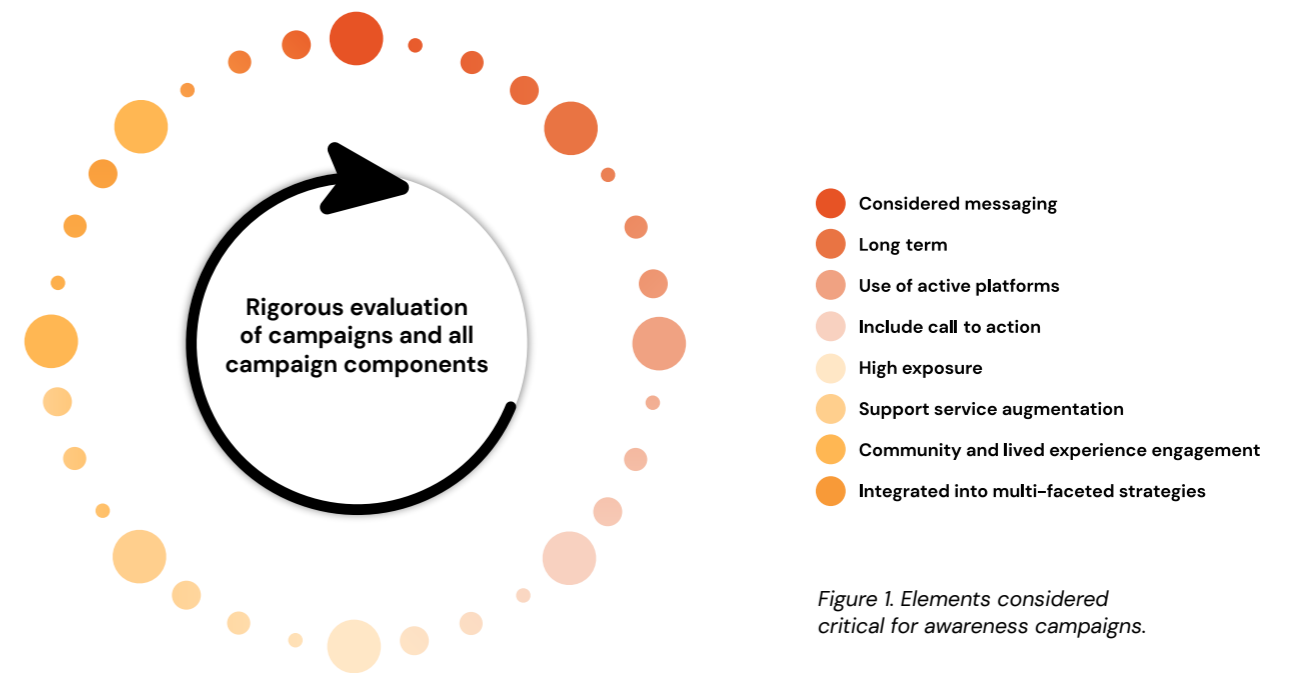 Rigorous evaluation
of campaigns and all
campaign components
Considered messaging
Long term
Use of active platforms
Include call to action
High exposure
Support service augmentation
Community and lived experience engagement
Integrated into multi-faceted strategies
Figure 1. Elements considered
critical for awareness campaigns.